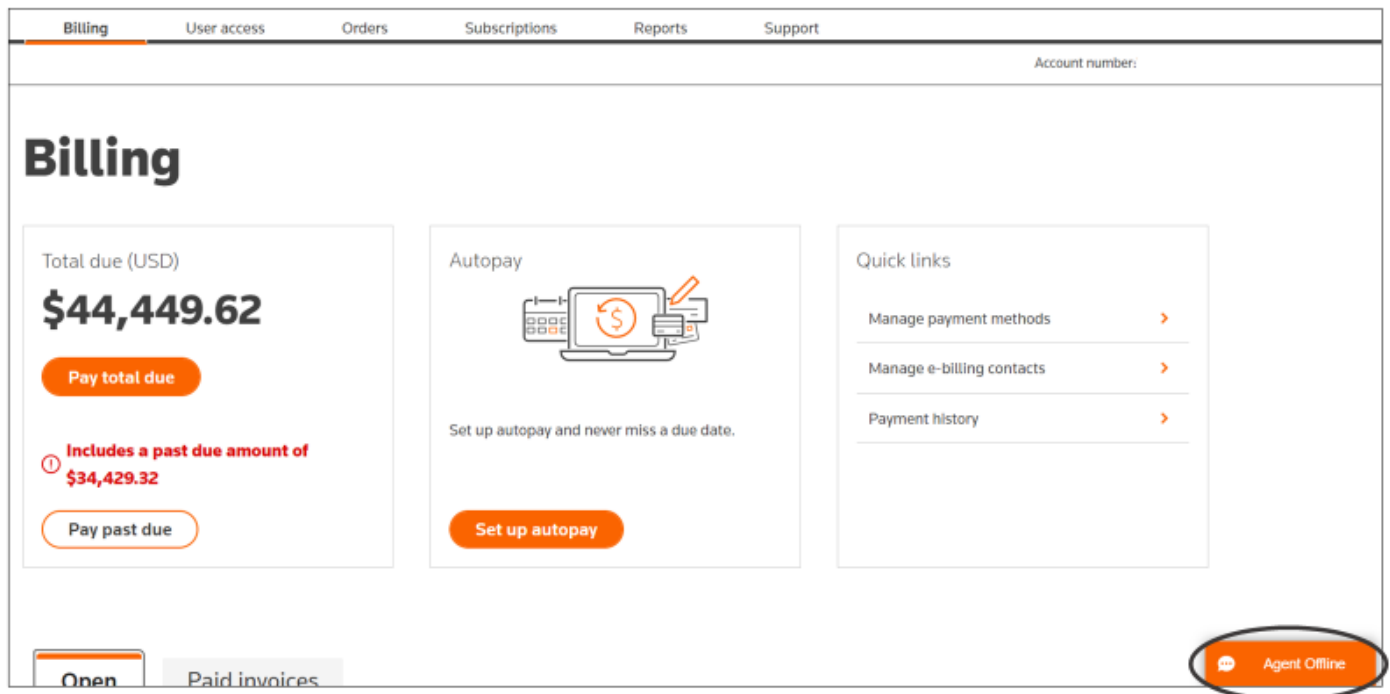 Billing User access Orders Subscriptions Reports Support
Account number:
Billing
Total due (USD)
$44,449.62
Pay total due
Includes a past due amount of
$34,429.32
Pay past due
Autopay
Set up autopay and never miss a due date.
Set up autopay
Quick links
Manage payment methods
Manage e-billing contacts
Payment history
Open Paid invoices
Agent Offline